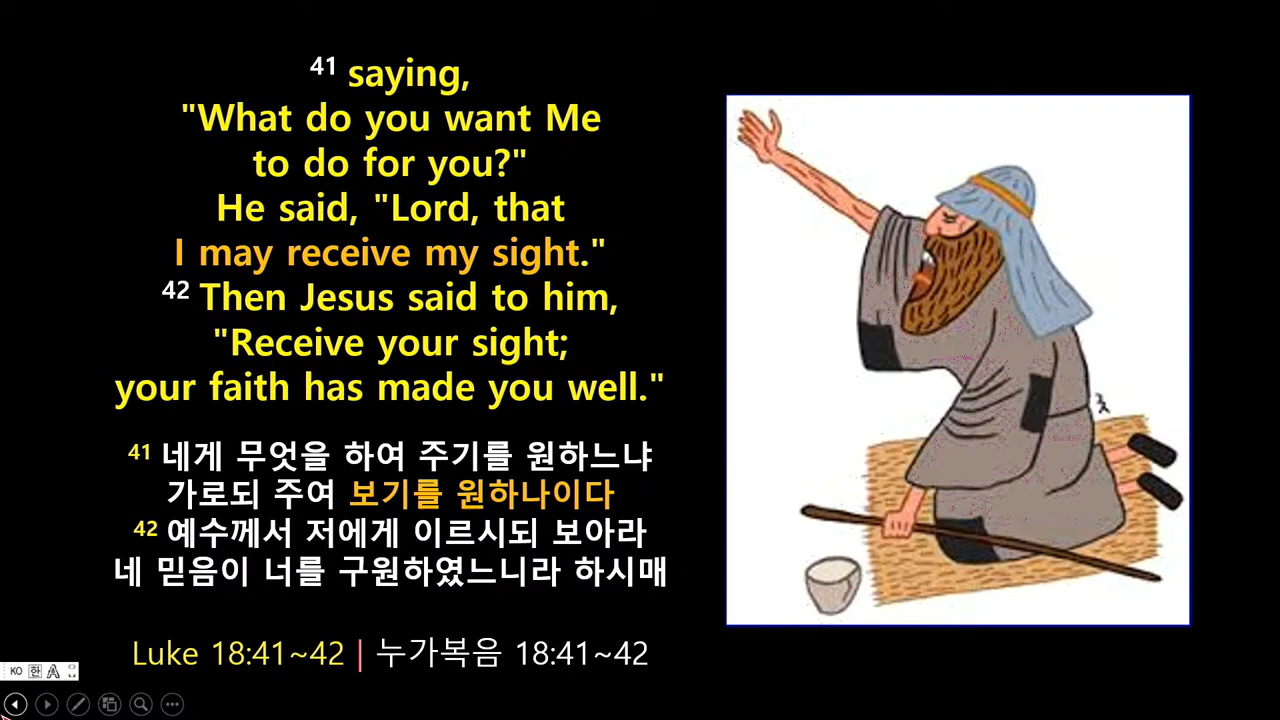 41 saying,
"What do you want Me
to do for you?"
He said, "Lord, that
I may receive my sight."
42 Then Jesus said to him,
"Receive your sight;
your faith has made you well."
41 네게 무엇을 하여 주기를 원하느냐
가로되 주여 보기를 원하나이다
42 예수께서 저에게 이르시되 보아라
네 믿음이 너를 구원하였느니라 하시매
Luke 18:41~42 | 누가복음 18:41~42
KO 한 A